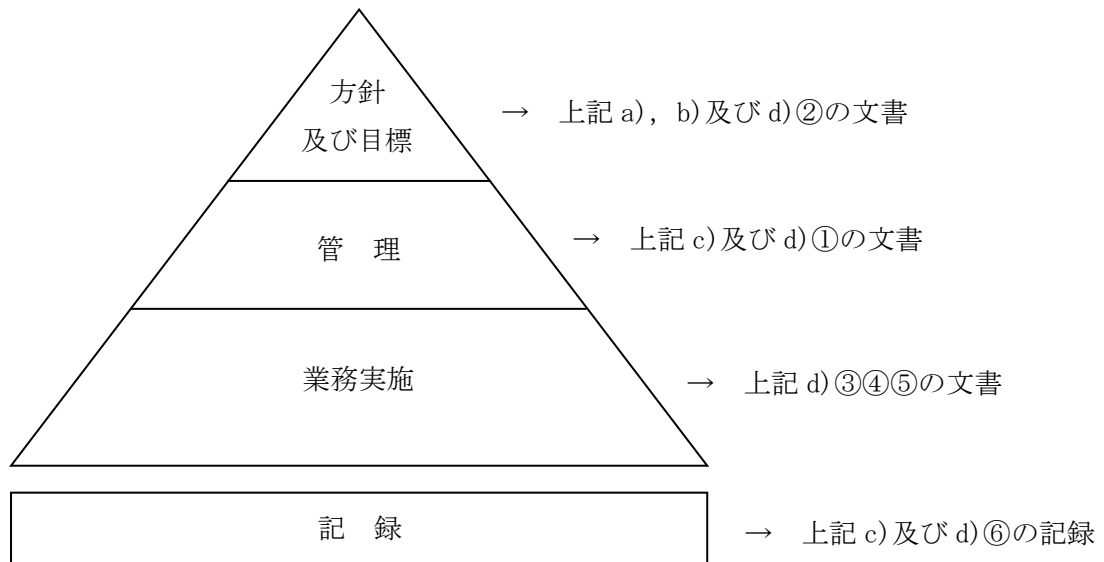 方針
及び目標
→ 上記 a), b)及び d)②の文書
管 理
→ 上記 c)及び d)①の文書
業務実施
→ 上記 d)③④⑤の文書
記 録
→ 上記 c)及び d)⑥の記録